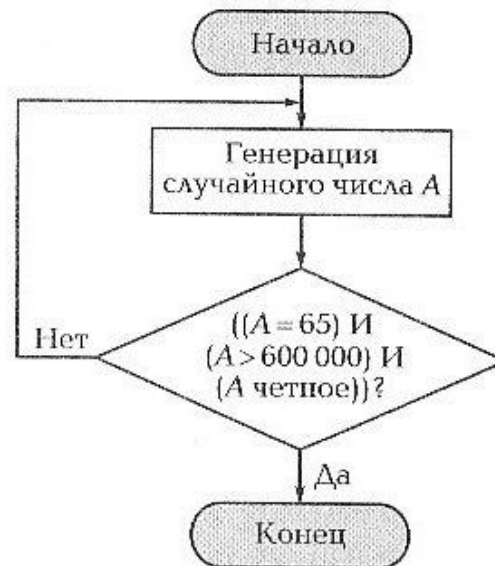 Начало
Генерация
случайного числа A
((A = 65) И
(A > 600 000) И
(A четное))?
Нет
Да
Конец